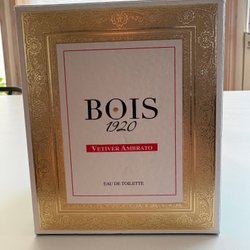 BOIS
1920
VETIVER AMBRATO
EAU DE TOILETTE